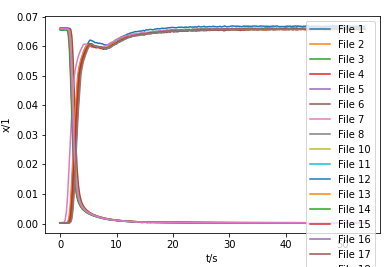 0.07
0.06
0.05
0.04
0.03
0.02
0.01
0.00
x/1
0
10
20
30
40
t/s
File 1
File 2
File 3
File 4
File 5
File 6
File 7
File 8
File 10
File 11
File 12
File 13
File 14
File 15
File 16
File 17